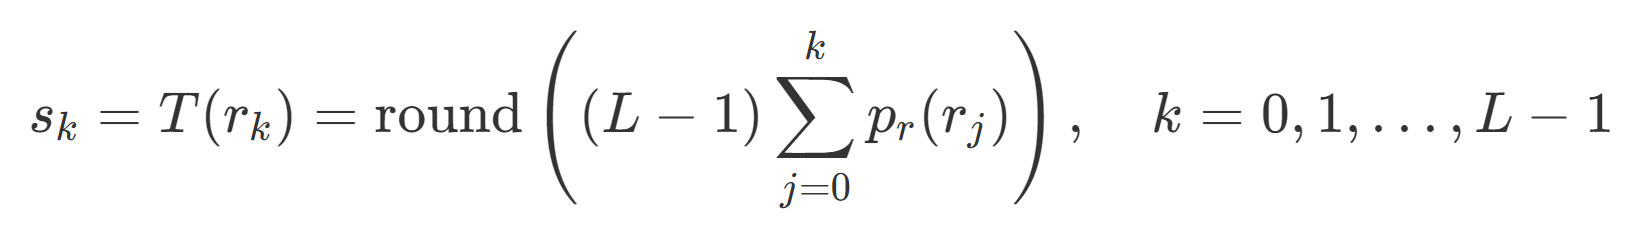 s_k = T(r_k) = round ( (L − 1) ∑_{j=0}^{k} p_r(r_j) ) ,   k = 0, 1, . . . , L − 1